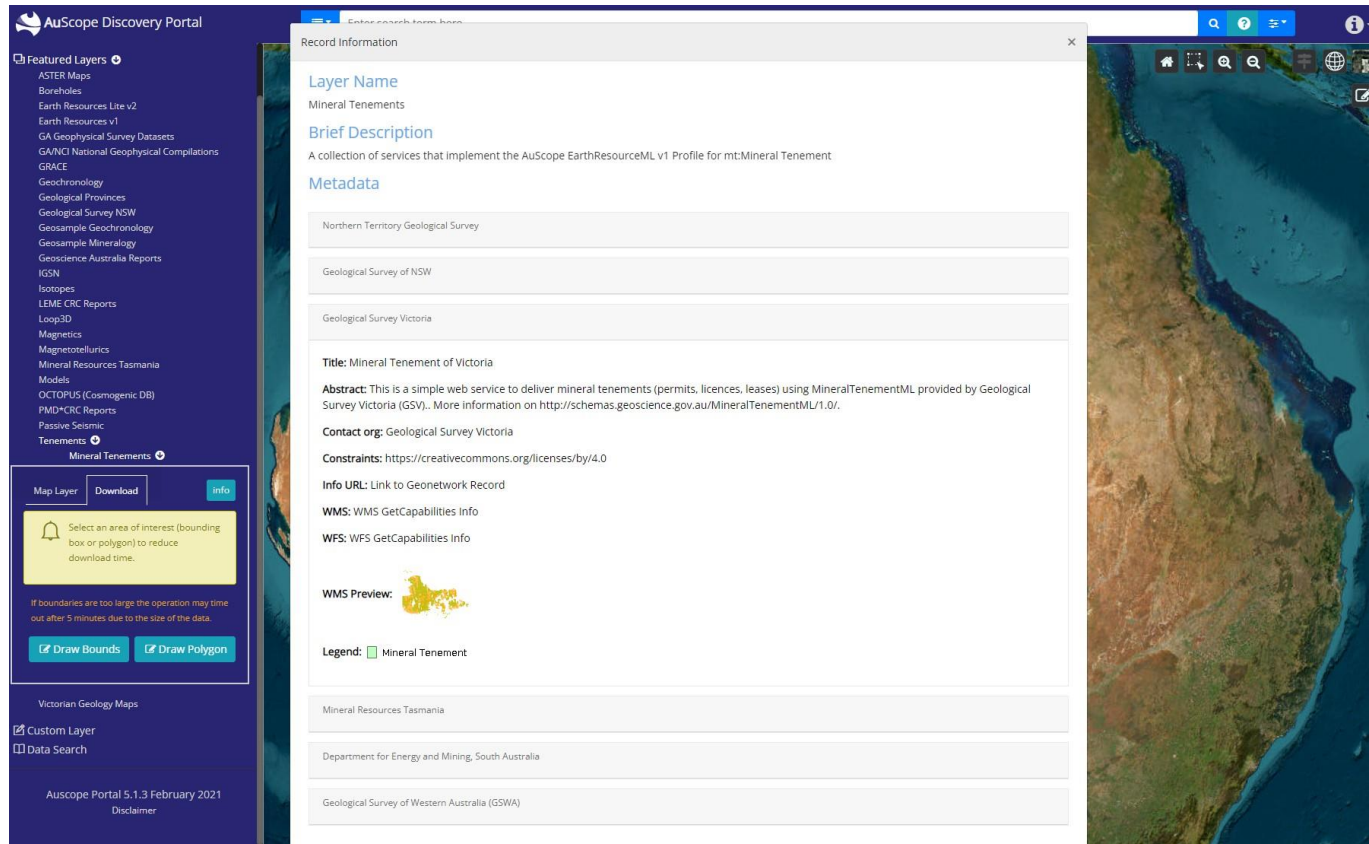 AuScope Discovery Portal
Enter search term here
Featured Layers
ASTER Maps
Boreholes
Earth Resources Lite v2
Earth Resources v1
GA Geophysical Survey Datasets
GA/NCI National Geophysical Compilations
GRACE
Geochronology
Geological Provinces
Geological Survey NSW
Geosample Geochronology
Geosample Mineralogy
Geoscience Australia Reports
IGSN
Isotopes
LEME CRC Reports
Loop3D
Magnetics
Magnetotellurics
Mineral Resources Tasmania
Models
OCTOPUS (Cosmogenic DB)
PMD*CRC Reports
Passive Seismic
Tenements
Mineral Tenements
Map Layer
Download
info
Select an area of interest (bounding
box or polygon) to reduce
download time.
If boundaries are too large the operation may time
out after 5 minutes due to the size of the data.
Draw Bounds
Draw Polygon
Victorian Geology Maps
Custom Layer
Data Search
Auscope Portal 5.1.3 February 2021
Disclaimer
Record Information
×
Layer Name
Mineral Tenements
Brief Description
A collection of services that implement the AuScope EarthResourceML v1 Profile for mt:Mineral Tenement
Metadata
Northern Territory Geological Survey
Geological Survey of NSW
Geological Survey Victoria
Title: Mineral Tenement of Victoria
Abstract: This is a simple web service to deliver mineral tenements (permits, licences, leases) using MineralTenementML provided by Geological
Survey Victoria (GSV).. More information on http://schemas.geoscience.gov.au/MineralTenementML/1.0/.
Contact org: Geological Survey Victoria
Constraints: https://creativecommons.org/licenses/by/4.0
Info URL: Link to Geonetwork Record
WMS: WMS GetCapabilities Info
WFS: WFS GetCapabilities Info
WMS Preview:
Legend: Mineral Tenement
Mineral Resources Tasmania
Department for Energy and Mining, South Australia
Geological Survey of Western Australia (GSWA)